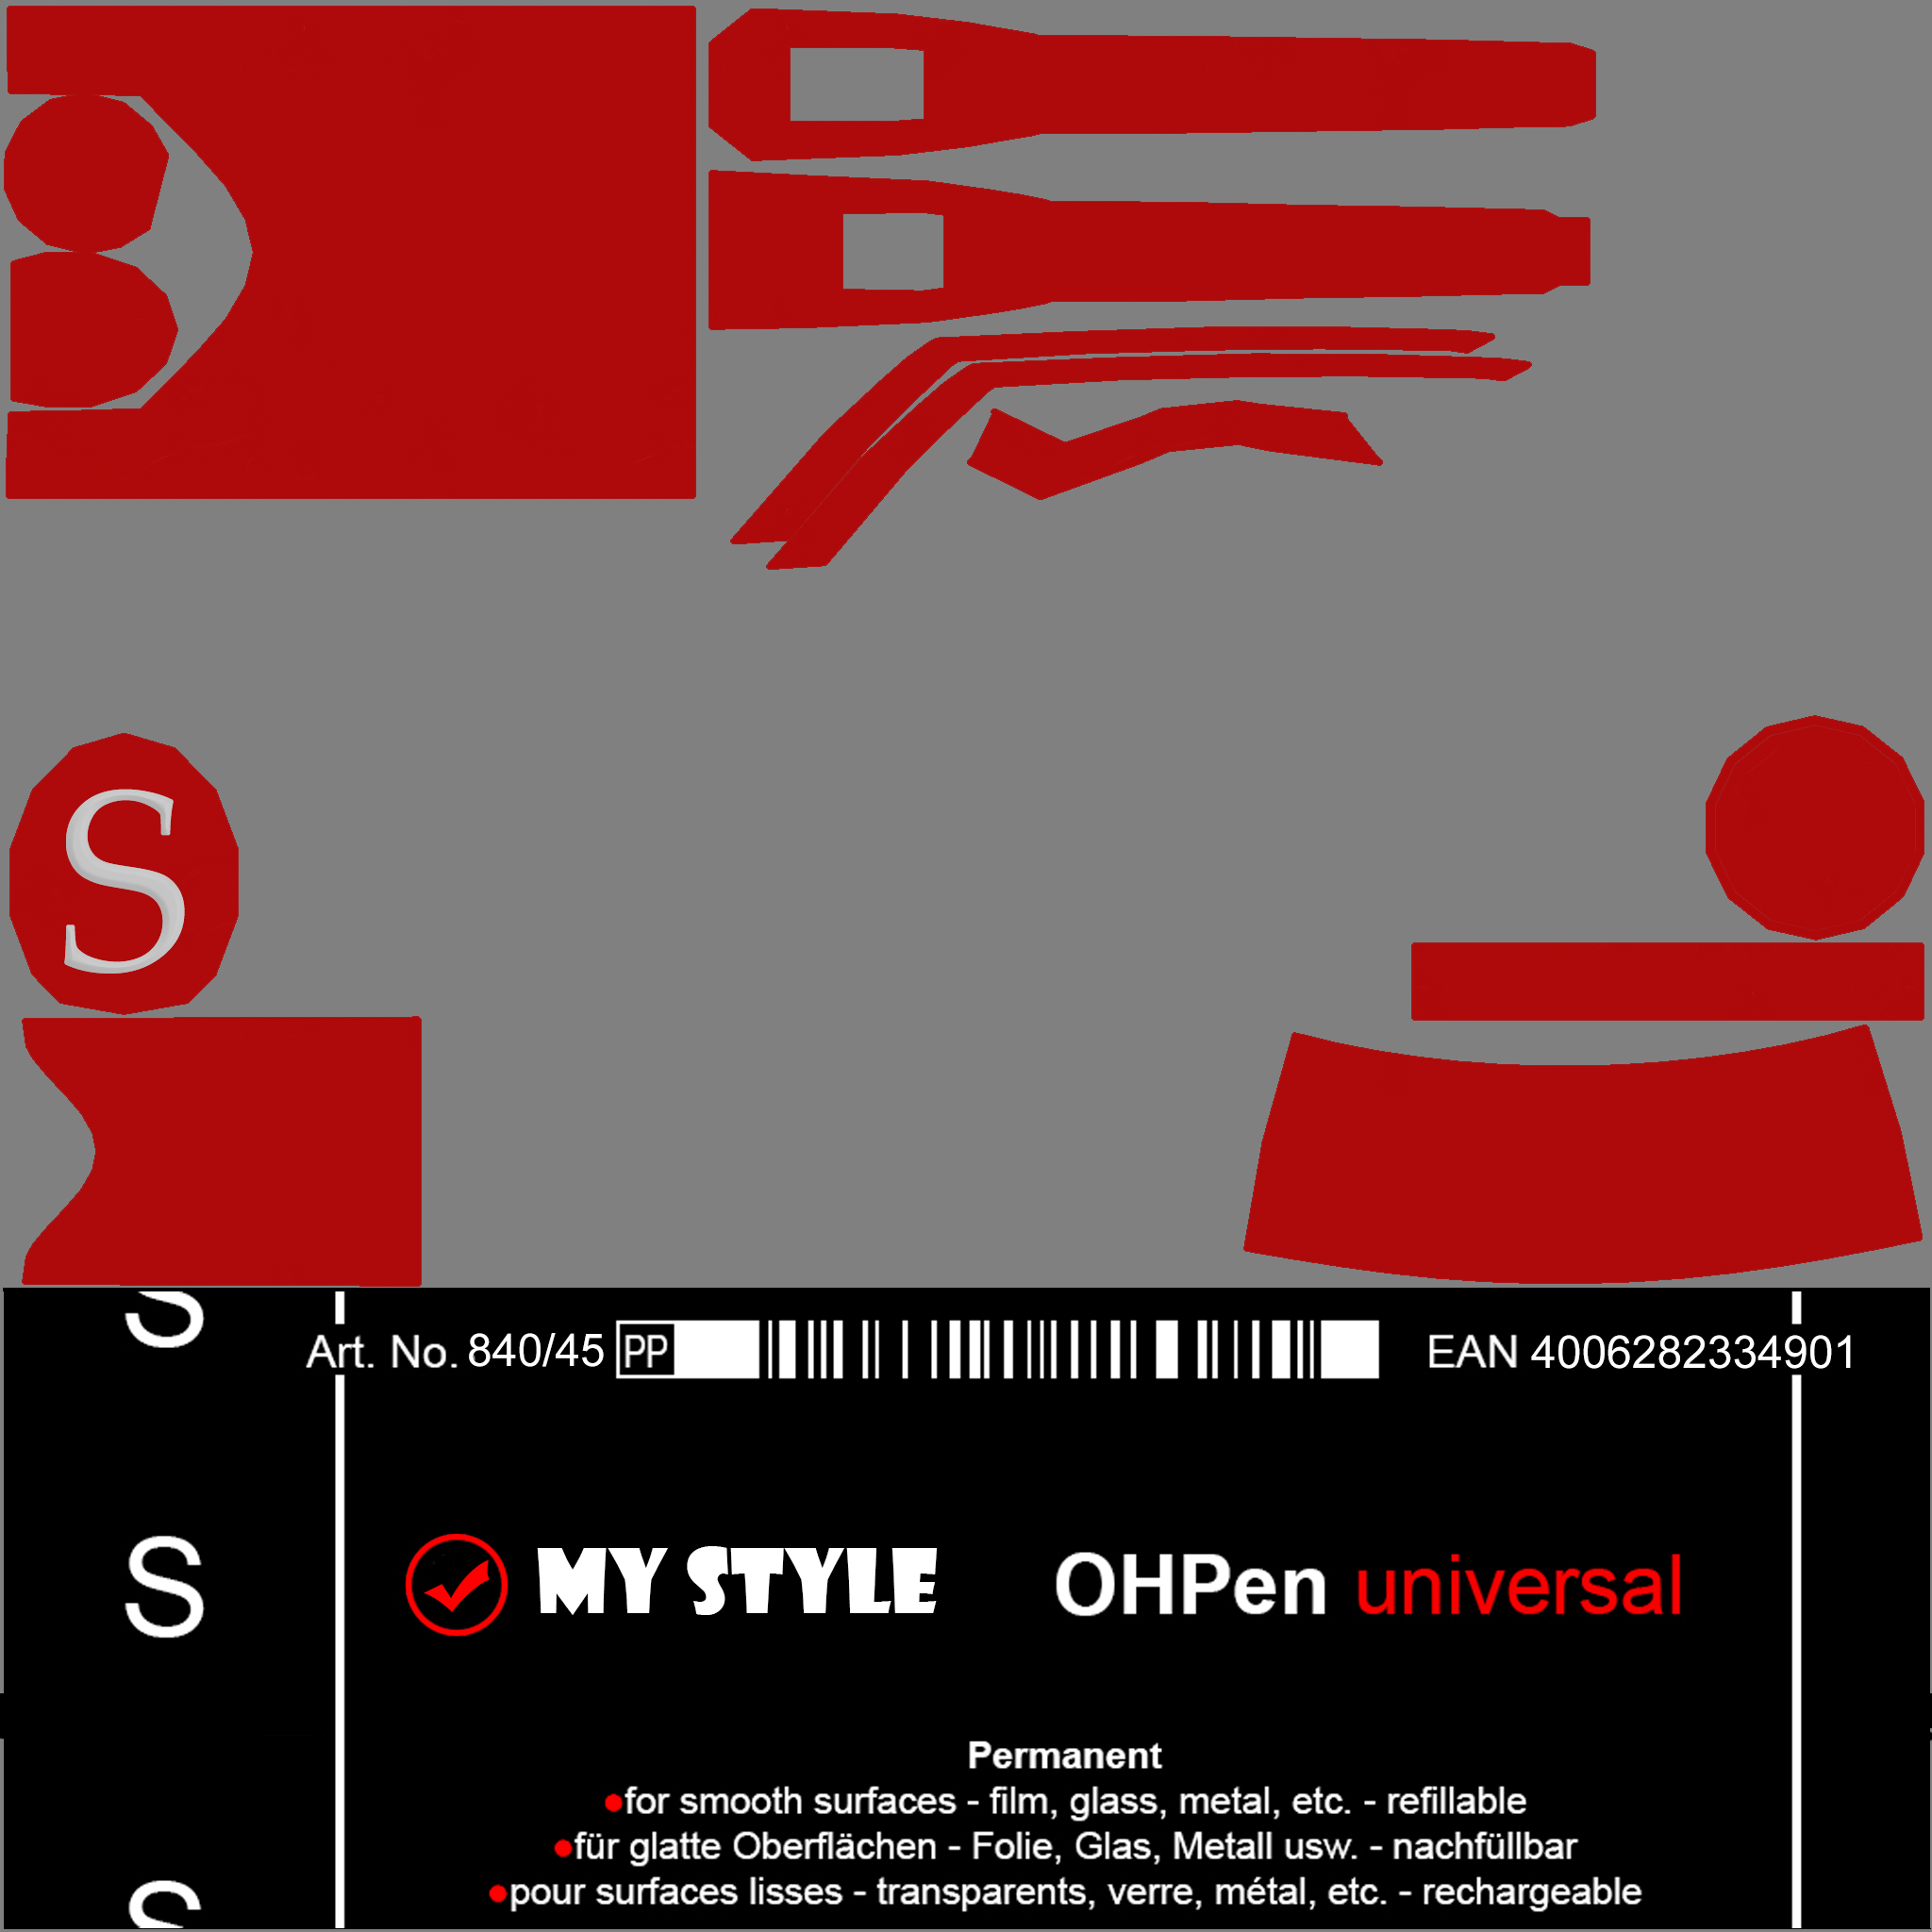 S
S
Art. No. 840/45 PP EAN 4006282334901
S
MY STYLE OHPen universal
Permanent
for smooth surfaces - film, glass, metal, etc. - refillable
für glatte Oberflächen - Folie, Glas, Metall usw. - nachfüllbar
pour surfaces lisses - transparents, verre, métal, etc. - rechargeable
S